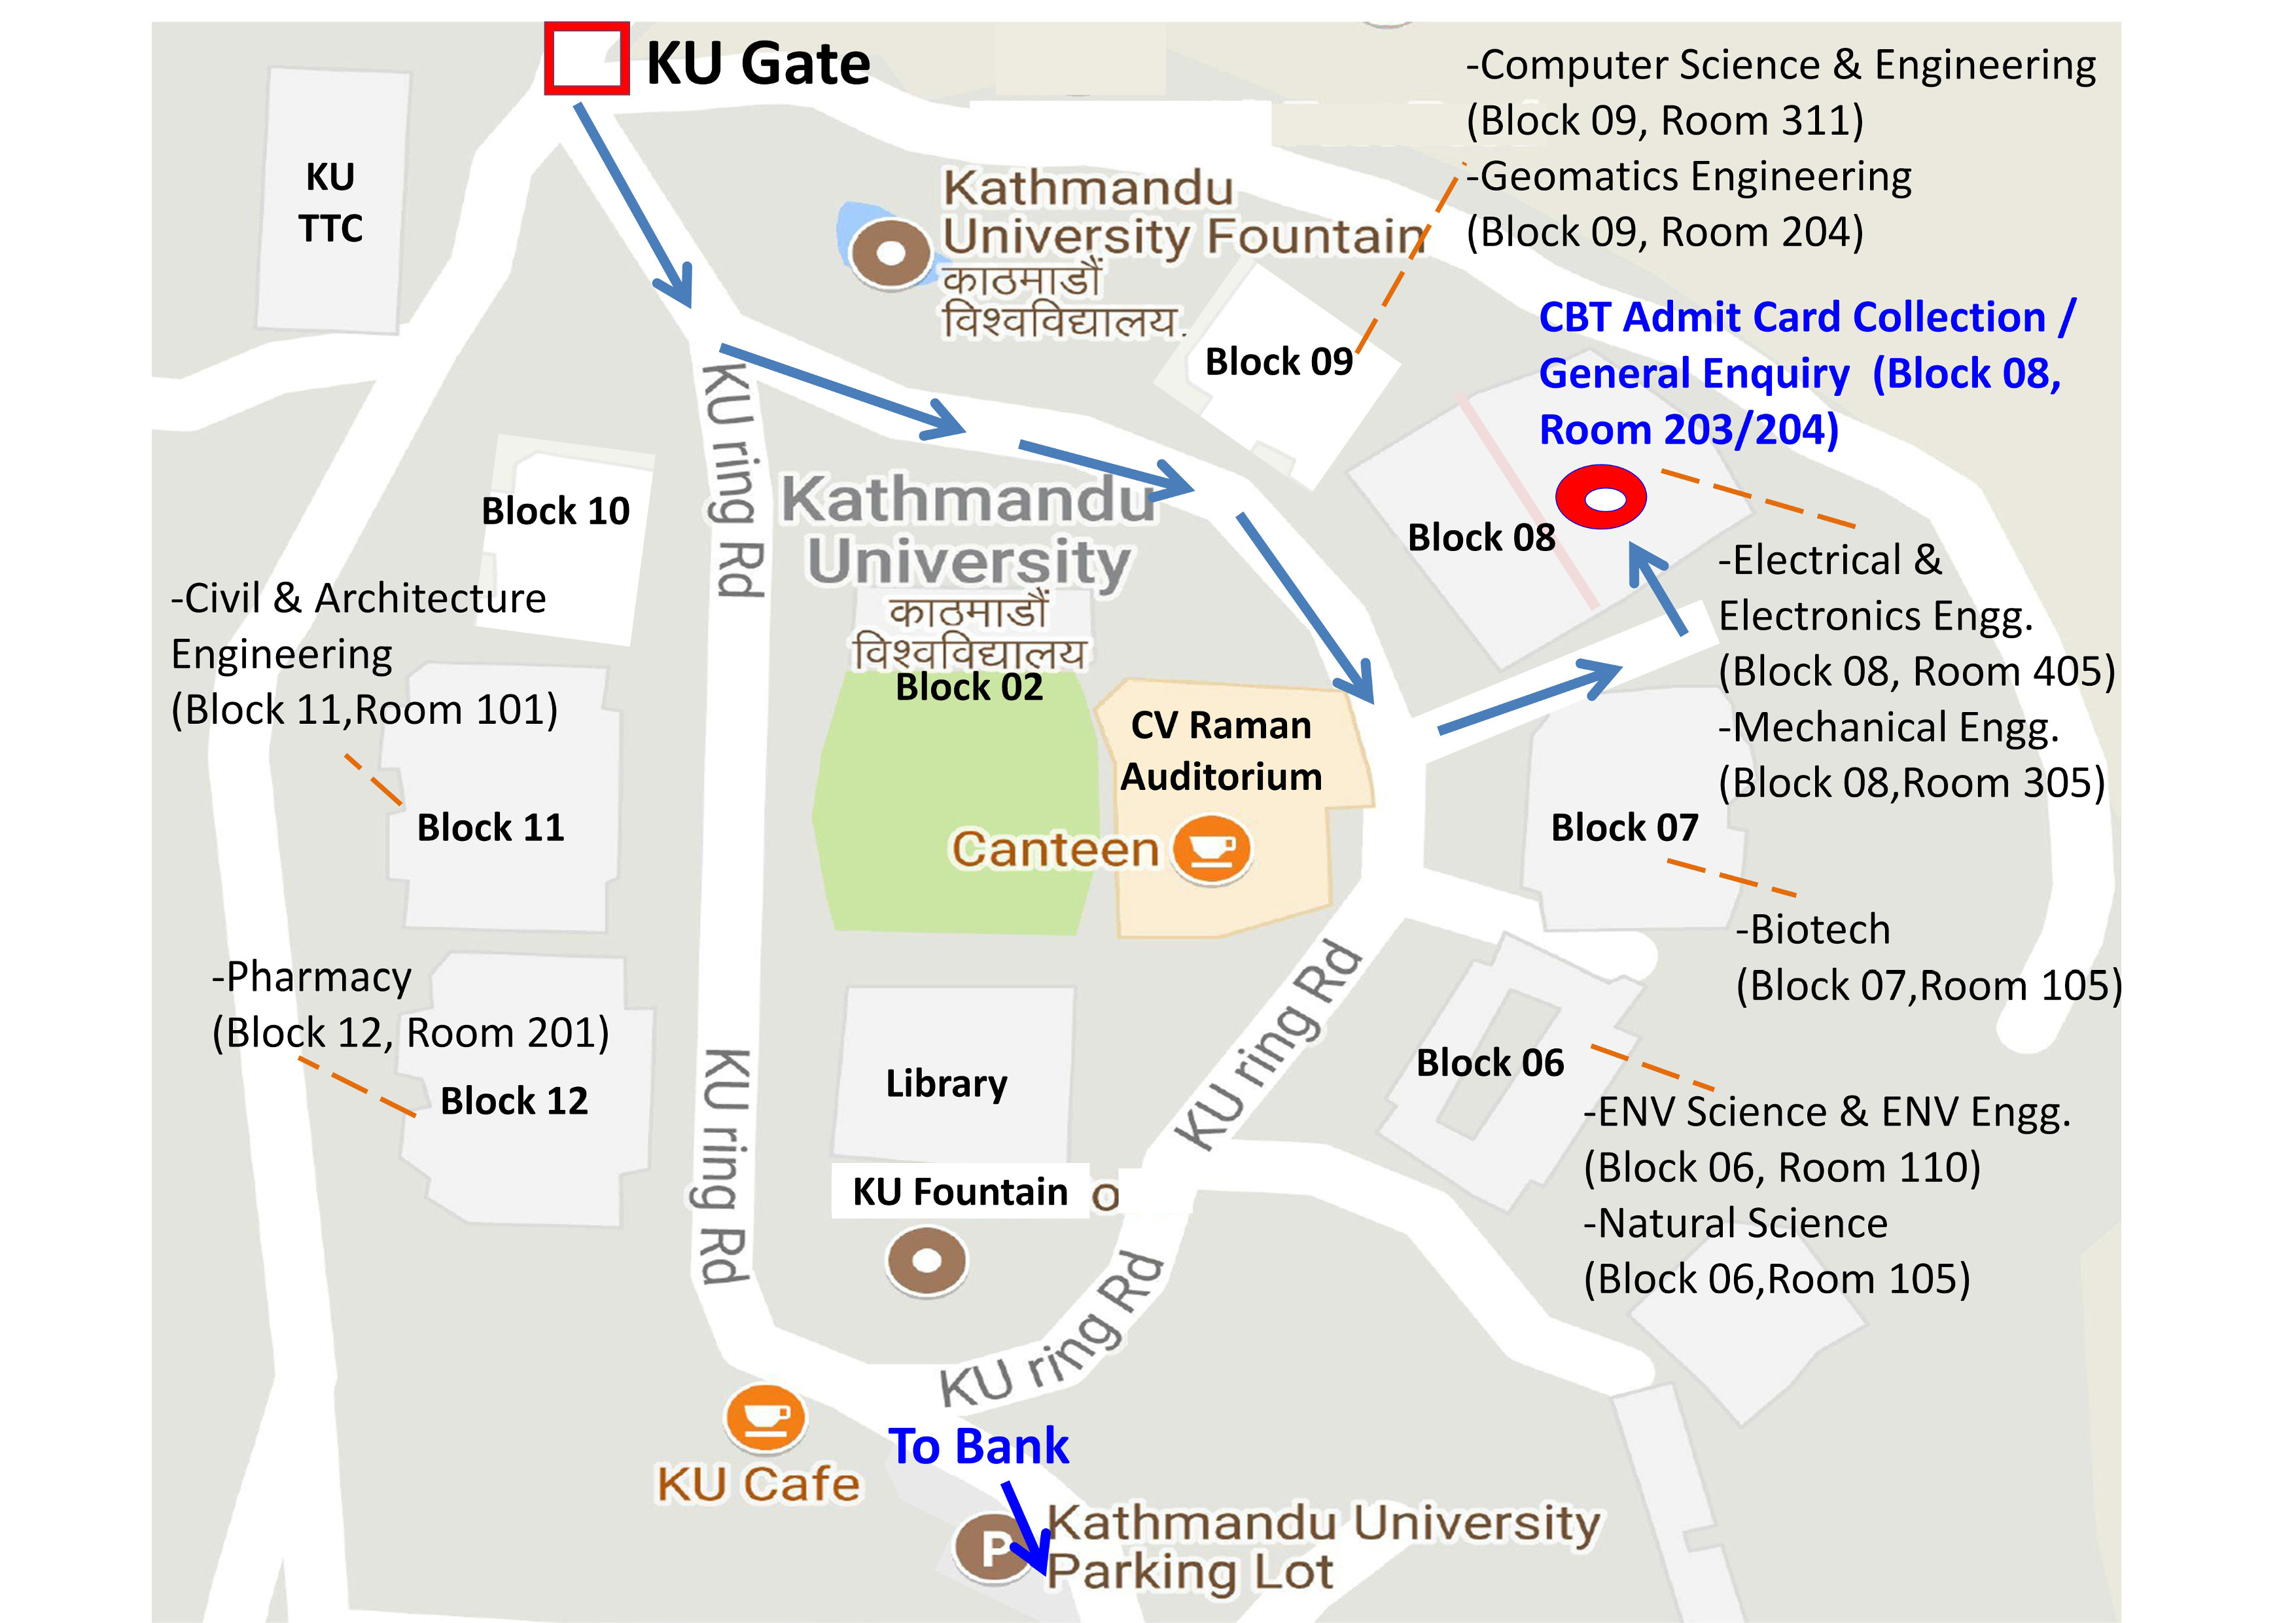 KU Gate
-Computer Science & Engineering
(Block 09, Room 311)
-Geomatics Engineering
(Block 09, Room 204)
KU
TTC
Kathmandu
University Fountain
काठमाडौं
विश्वविद्यालय.
CBT Admit Card Collection /
General Enquiry (Block 08,
Room 203/204)
Block 09
KU ring Rd
Block 10
Kathmandu
University
काठमाडौं
विश्वविद्यालय
Block 02
Block 08
-Electrical &
Electronics Engg.
(Block 08, Room 405)
-Mechanical Engg.
(Block 08,Room 305)
-Civil & Architecture
Engineering
(Block 11,Room 101)
CV Raman
Auditorium
Canteen
Block 11
Block 07
-Biotech
(Block 07,Room 105)
-Pharmacy
(Block 12, Room 201)
Block 12
KU ring Rd
Library
KU ring Rd
Block 06
-ENV Science & ENV Engg.
(Block 06, Room 110)
-Natural Science
(Block 06,Room 105)
KU Fountain o
KU ring Rd
KU Cafe
To Bank
P
Kathmandu University
Parking Lot